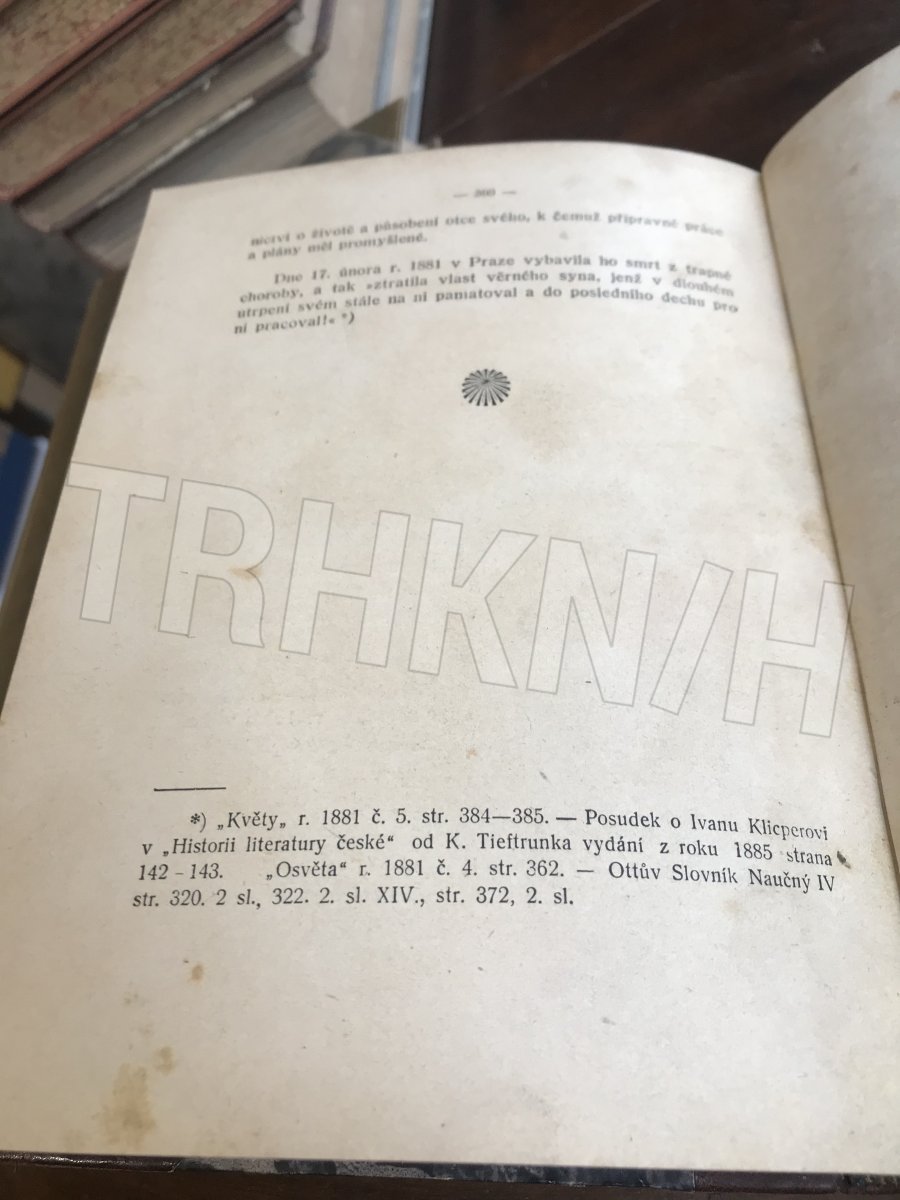 — 300 —
nictví o životě a působení otce svého, k čemuž přípravné práce
a plány měl promyšlené.
Dne 17. února r. 1881 v Praze vybavila ho smrt z trapné
choroby, a tak »ztratila vlast věrného syna, jenž v dlouhém
utrpení svém stále na ni pamatoval a do posledního dechu pro
ni pracoval!« *)
TRHKN/H
*) „Květy„ r. 1881 č. 5. str. 384—385. — Posudek o Ivanu Klicperovi
v „Historii literatury české“ od K. Tieftrunka vydání z roku 1885 strana
142 - 143. „Osvěta“ r. 1881 č. 4. str. 362. — Ottův Slovník Naučný IV
str. 320. 2 sl., 322. 2. sl. XIV., str. 372, 2. sl.